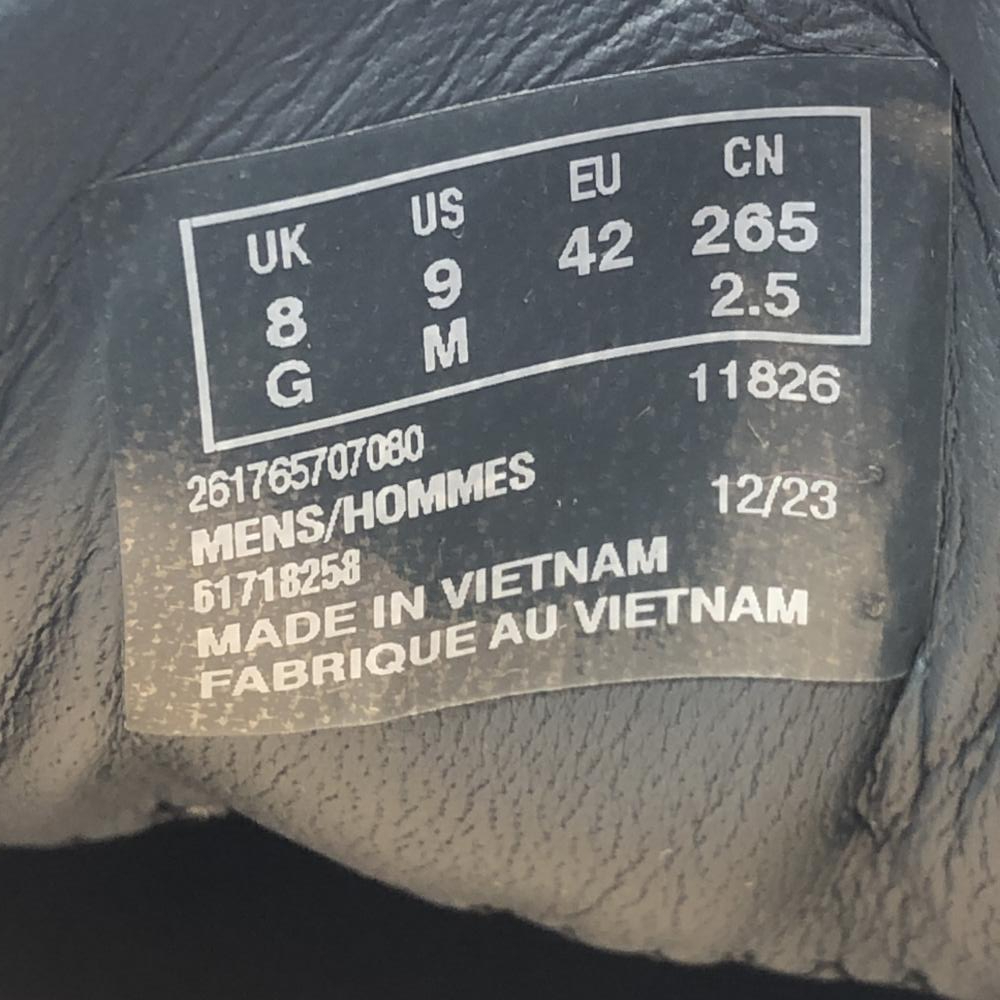 UK US EU CN
8 9 42 265
G M 2.5
11826
261765707080
MENS/HOMMES 12/23
61718258
MADE IN VIETNAM
FABRIQUE AU VIETNAM